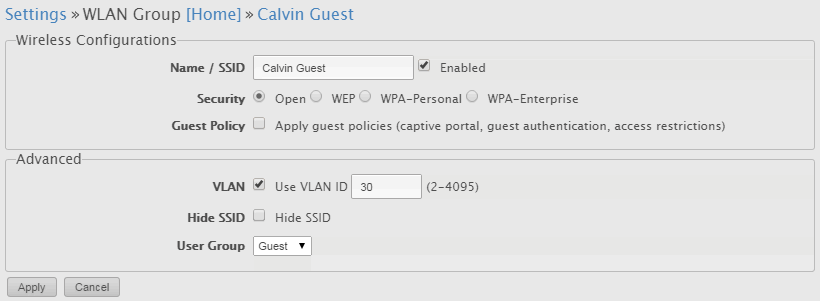 Settings » WLAN Group [Home] » Calvin Guest
Wireless Configurations
Name / SSID Calvin Guest Enabled
Security Open WEP WPA-Personal WPA-Enterprise
Guest Policy Apply guest policies (captive portal, guest authentication, access restrictions)
Advanced
VLAN Use VLAN ID 30 (2-4095)
Hide SSID Hide SSID
User Group Guest
Apply Cancel